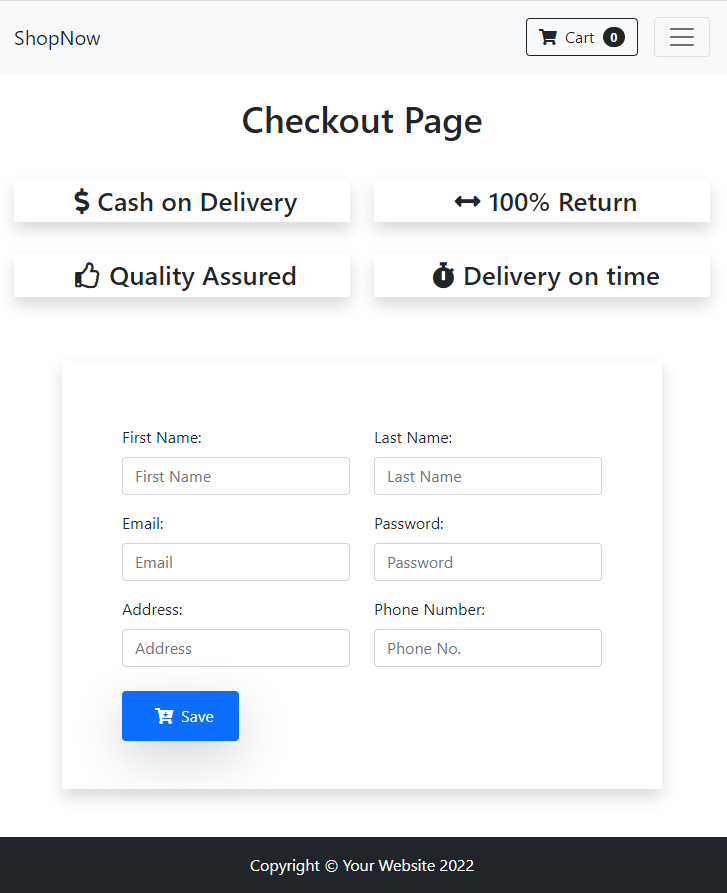 ShopNow Cart 0
Checkout Page
Cash on Delivery 100% Return
Quality Assured Delivery on time
First Name: Last Name:
First Name Last Name
Email: Password:
Email Password
Address: Phone Number:
Address Phone No.
Save
Copyright © Your Website 2022